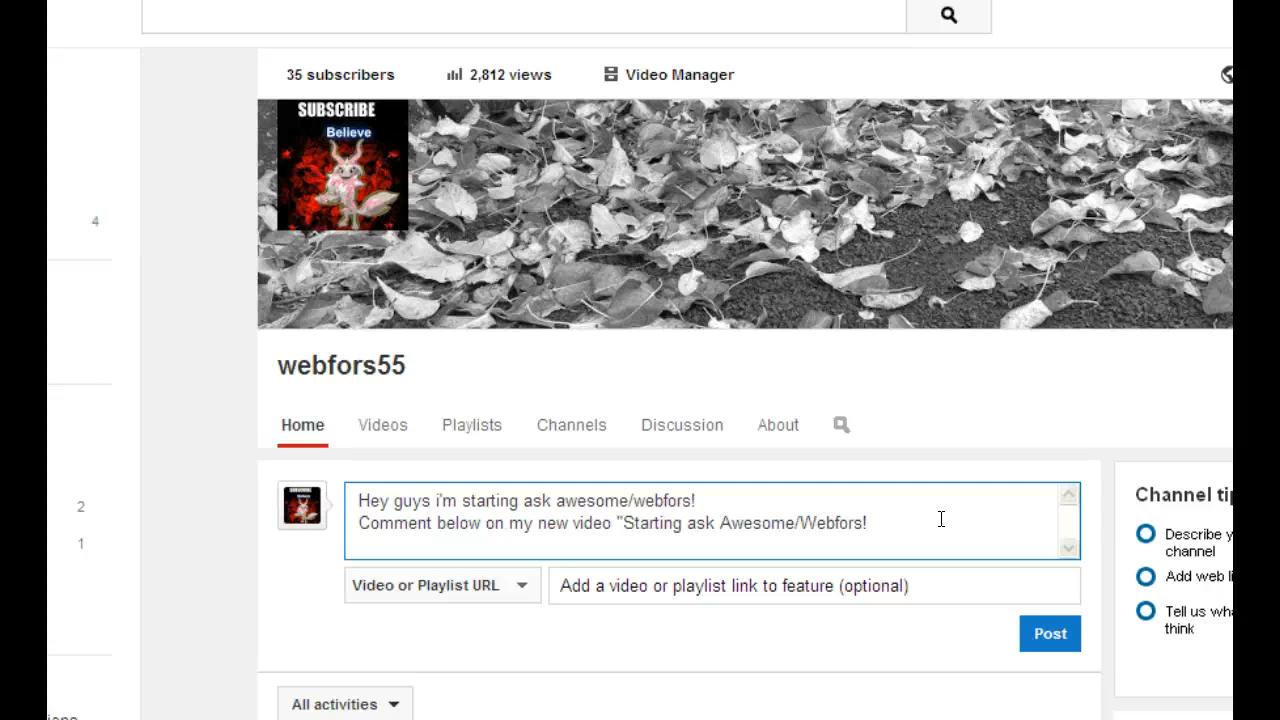 35 subscribers
2,812 views
Video Manager
SUBSCRIBE
Believe
4
webfors55
Home
Videos
Playlists
Channels
Discussion
About
2
1
Hey guys i'm starting ask awesome/webfors!
Comment below on my new video "Starting ask Awesome/Webfors!
Video or Playlist URL
Add a video or playlist link to feature (optional)
Post
All activities
Channel tip
Describe y
channel
Add web li
Tell us wha
think